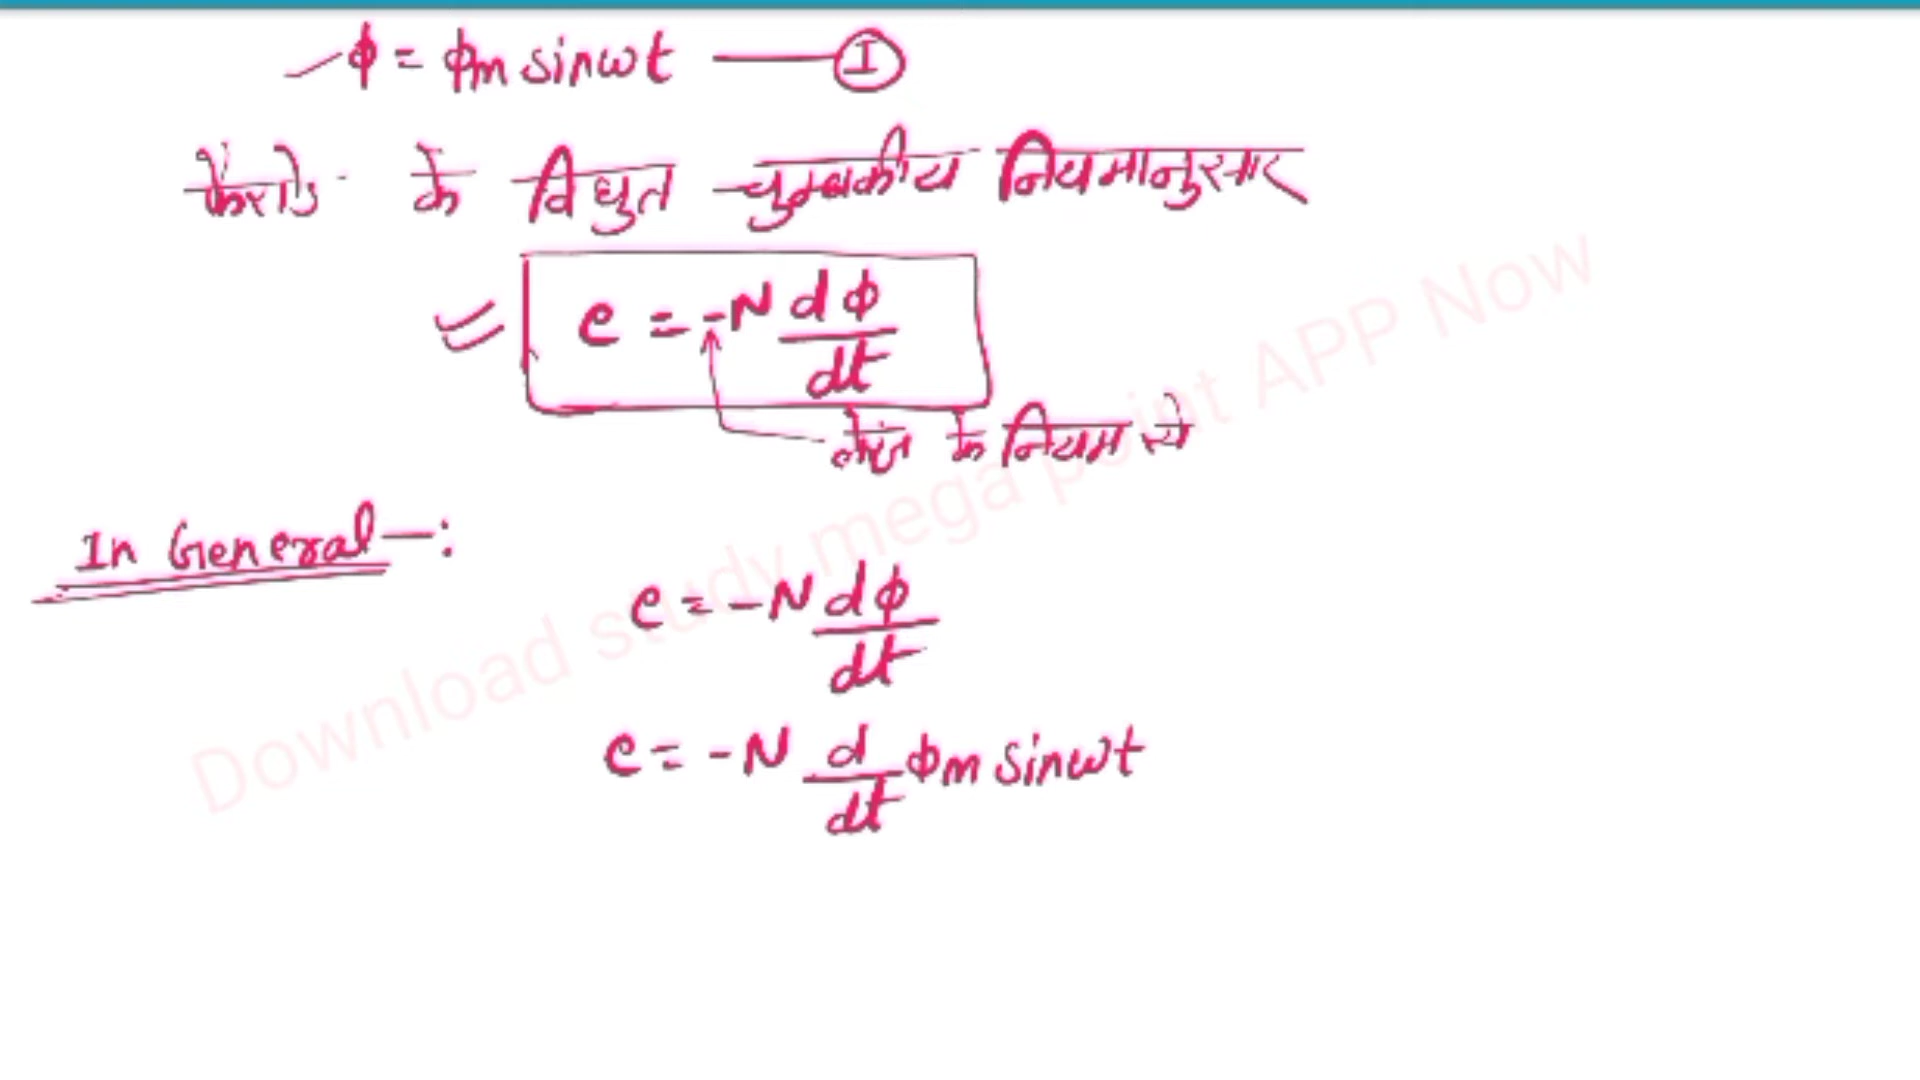 ϕ = ϕm sinωt —— I
फैराडे के विधुत चुम्बकीय नियमानुसार
e = -N dϕ/dt
लेंज के नियम से
In General -:
e = -N dϕ/dt
e = -N d/dt ϕm sinωt
Download study mega point APP Now